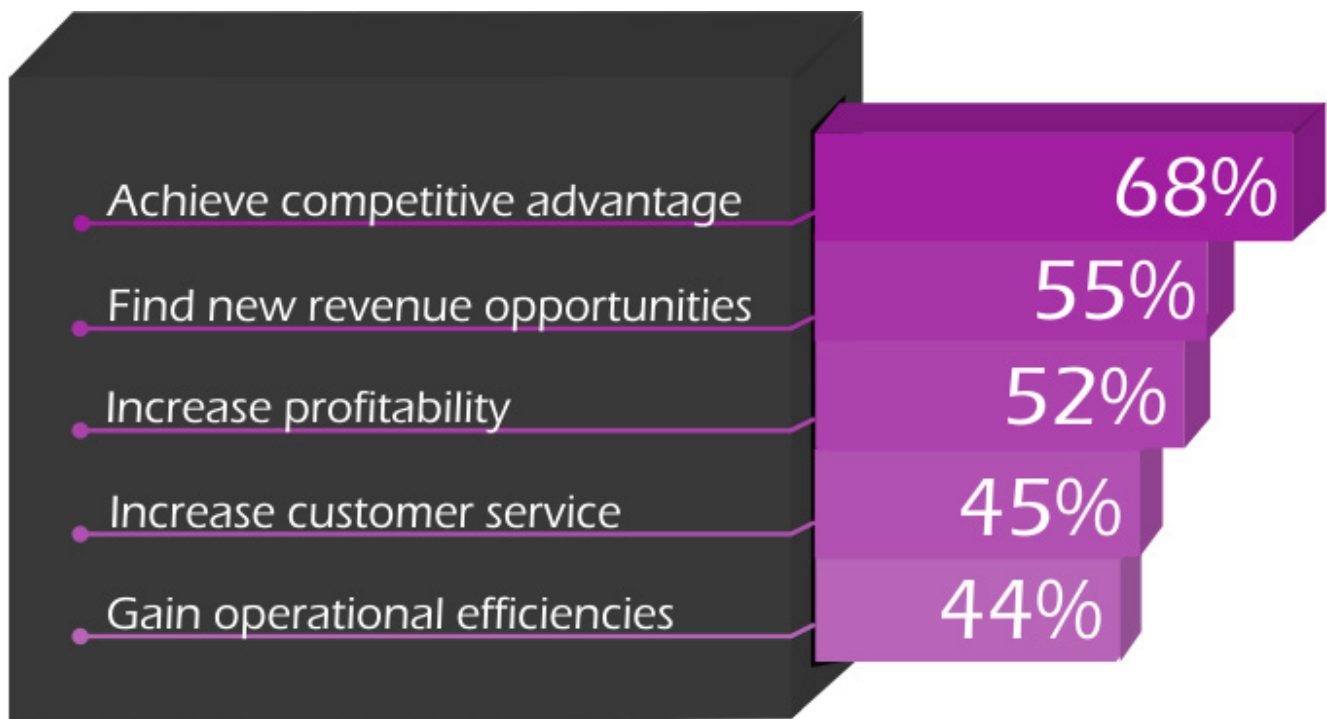 Achieve competitive advantage 68%
Find new revenue opportunities 55%
Increase profitability 52%
Increase customer service 45%
Gain operational efficiencies 44%